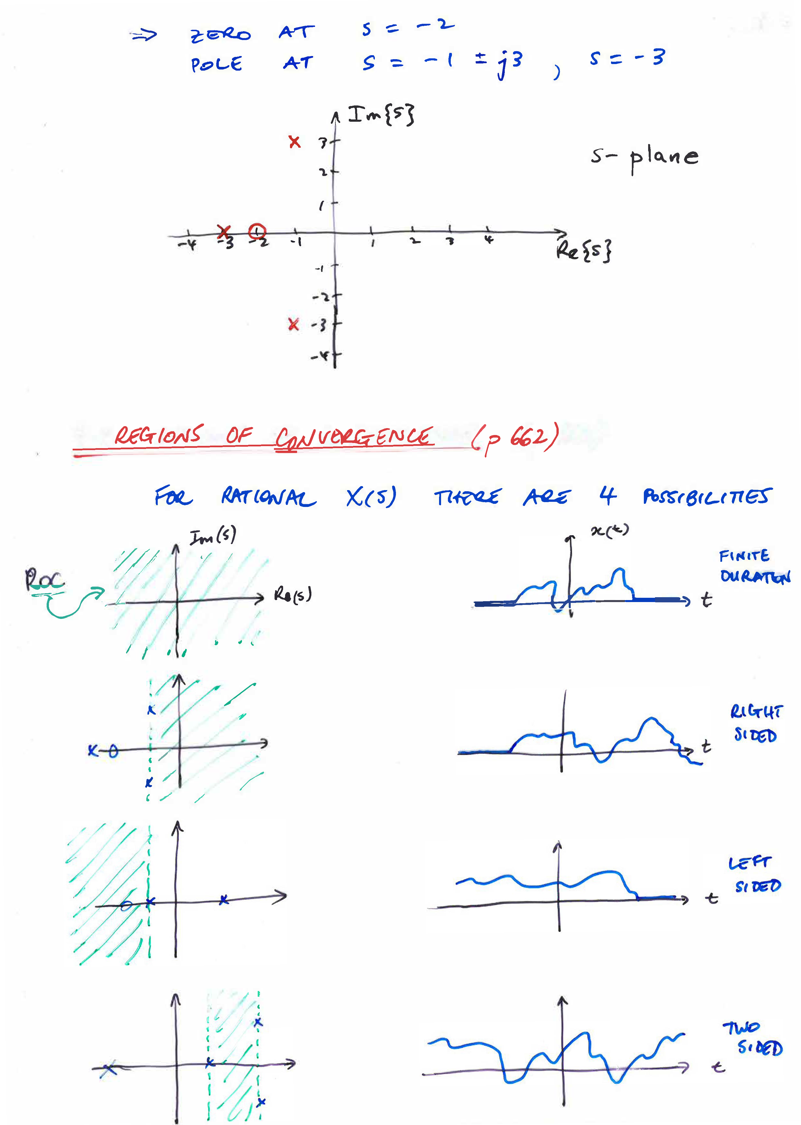 ⇒ ZERO AT s = -2
POLE AT s = -1 ± j3 , s = -3
Im{s}
s-plane
3
2
1
-4 -3 -2 -1 1 2 3 4
Re{s}
-1
-2
-3
-4
REGIONS OF CONVERGENCE (p 662)
FOR RATIONAL X(s) THERE ARE 4 POSSIBILITIES
Im(s)
ROC
Re(s)
x(t)
t
FINITE
DURATION
t
RIGHT
SIDED
t
LEFT
SIDED
t
TWO
SIDED